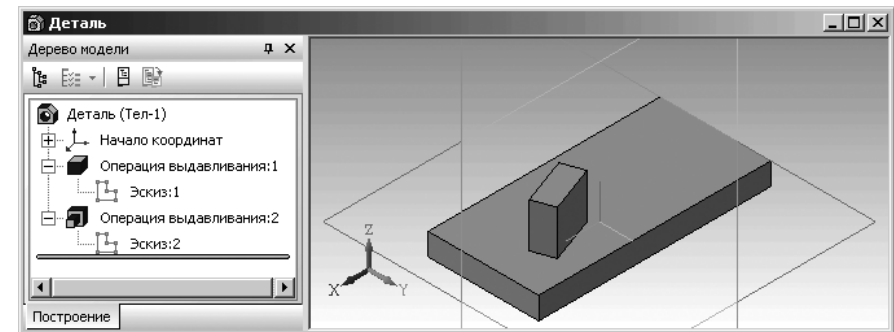 Деталь
Дерево модели
Деталь (Тел-1)
Начало координат
Операция выдавливания:1
Эскиз:1
Операция выдавливания:2
Эскиз:2
Построение
Z
X
Y